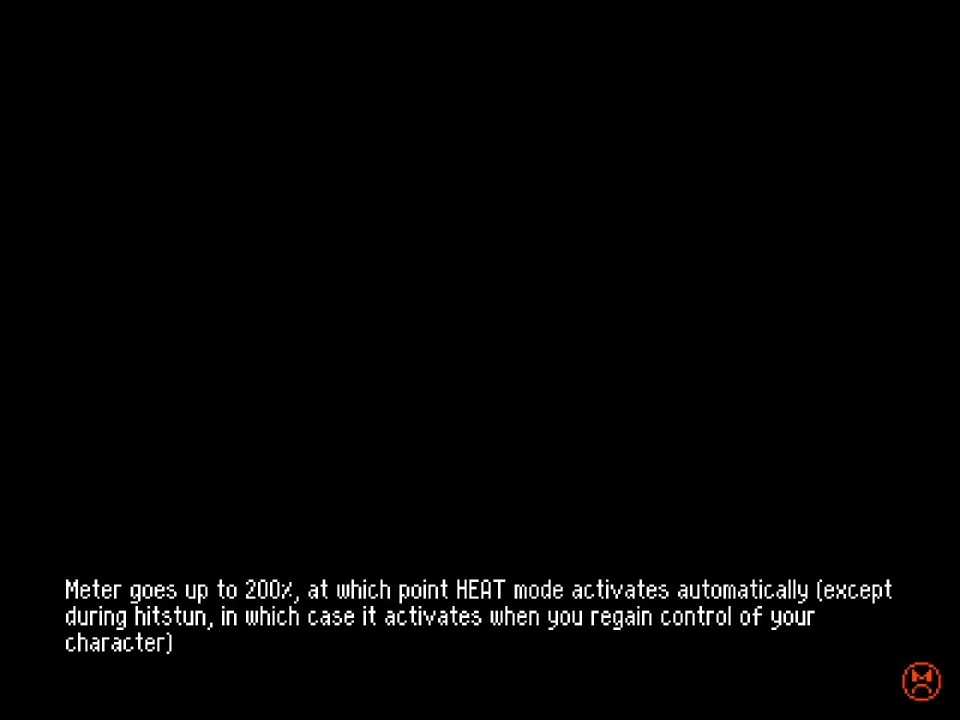 Meter goes up to 200%, at which point HEAT mode activates automatically (except
during hitstun, in which case it activates when you regain control of your
character)